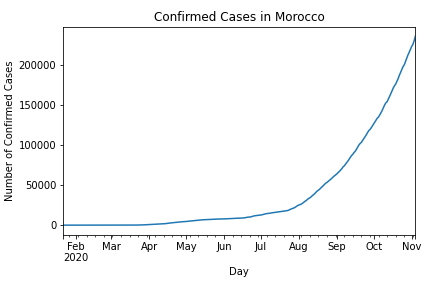 Confirmed Cases in Morocco
Number of Confirmed Cases
200000
150000
100000
50000
0
Feb Mar Apr May Jun Jul Aug Sep Oct Nov
2020
Day